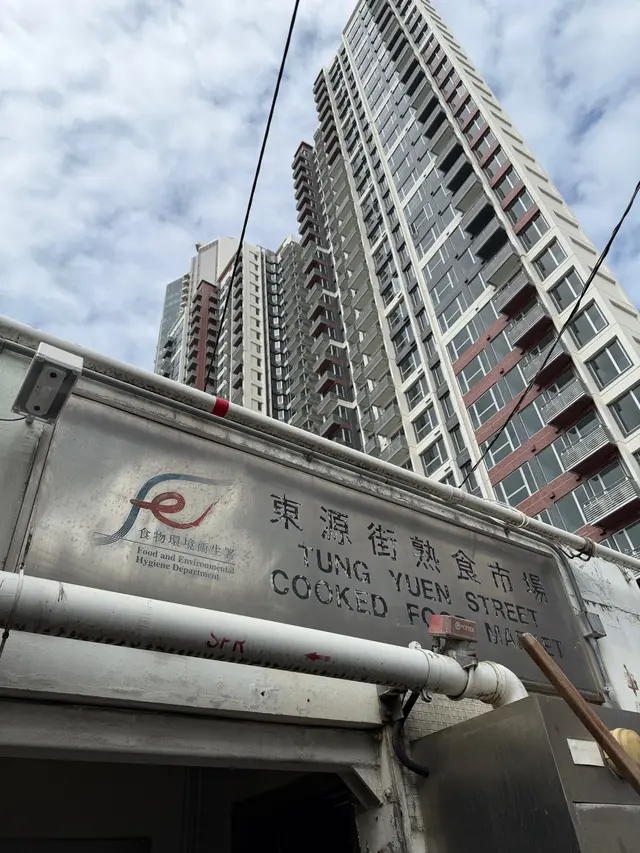 食物環境衞生署
Food and Environmental
Hygiene Department
東源街熟食市場
TUNG YUEN STREET
COOKED FOOD MARKET
SFR